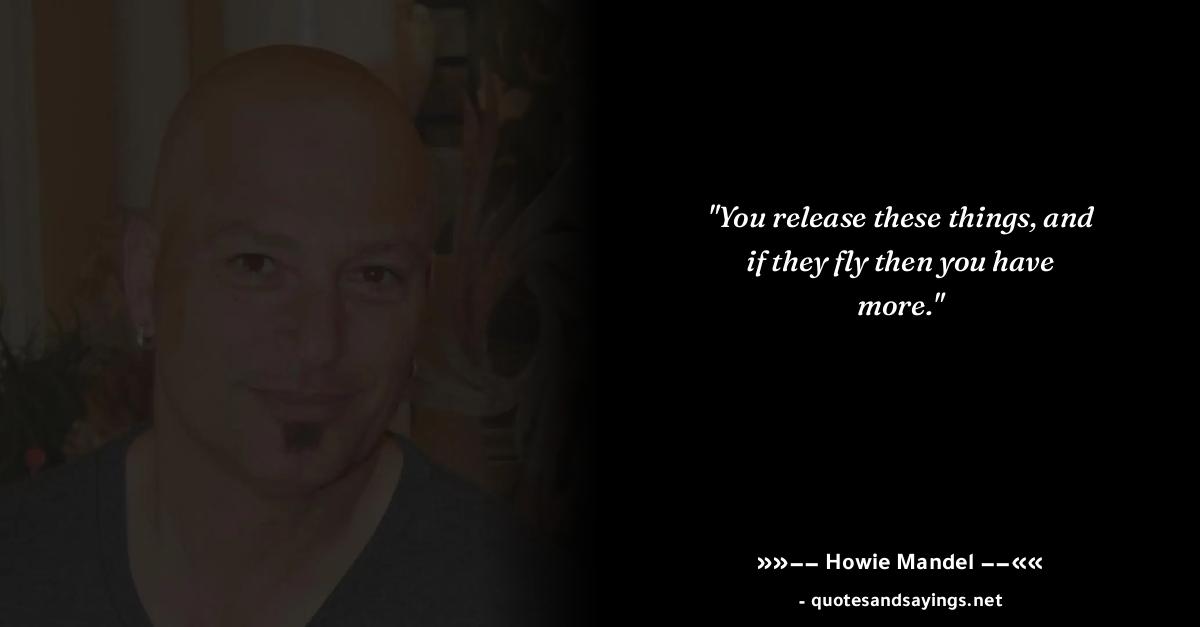 "You release these things, and
if they fly then you have
more."
»»−− Howie Mandel −−««
- quotesandsayings.net